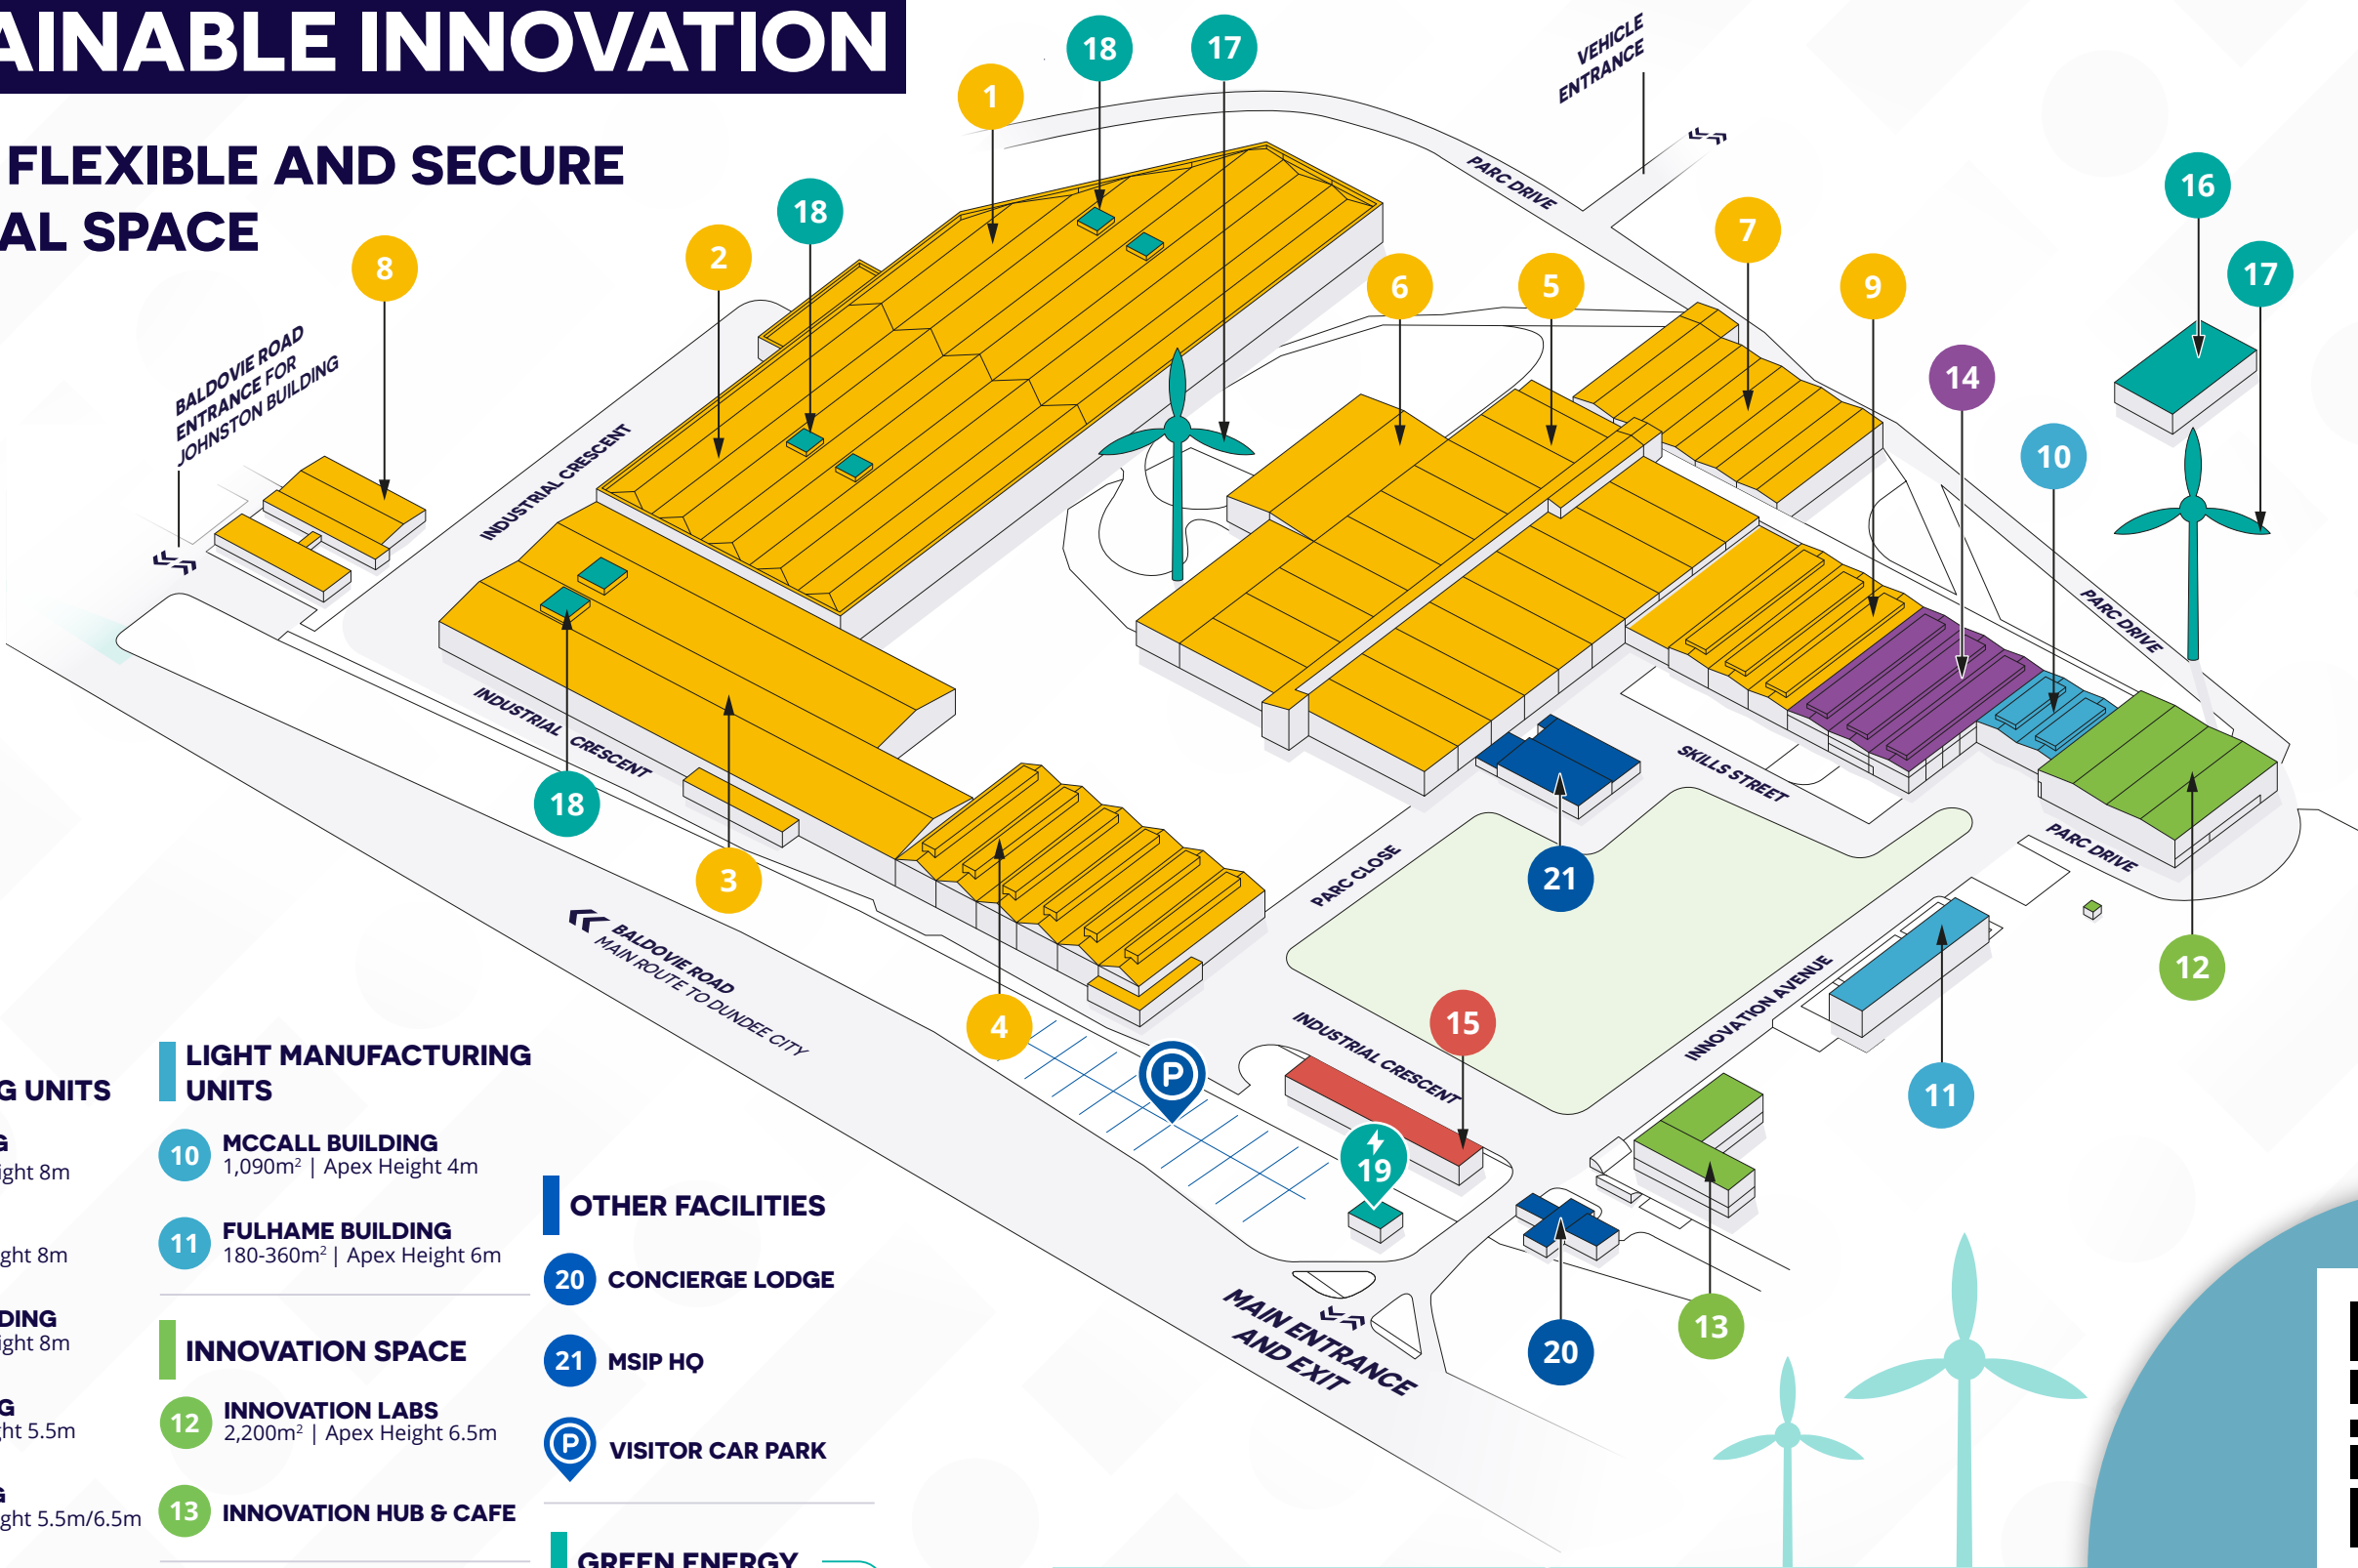 AINABLE INNOVATION
FLEXIBLE AND SECURE
AL SPACE
1
18
17
VEHICLE
ENTRANCE
PARC DRIVE
16
17
2
18
8
6
5
7
9
14
10
BALDOVIE ROAD
ENTRANCE FOR
JOHNSTON BUILDING
INDUSTRIAL CRESCENT
PARC DRIVE
INDUSTRIAL CRESCENT
18
3
SKILLS STREET
PARC DRIVE
21
PARC CLOSE
12
BALDOVIE ROAD
MAIN ROUTE TO DUNDEE CITY
4
P
INDUSTRIAL CRESCENT
15
INNOVATION AVENUE
11
19
13
20
MAIN ENTRANCE
AND EXIT
G UNITS
G
ight 8m
ght 8m
DING
ight 8m
G
ght 5.5m
G
ght 5.5m/6.5m
LIGHT MANUFACTURING
UNITS
10 MCCALL BUILDING
1,090m² | Apex Height 4m
11 FULHAME BUILDING
180-360m² | Apex Height 6m
INNOVATION SPACE
12 INNOVATION LABS
2,200m² | Apex Height 6.5m
13 INNOVATION HUB & CAFE
OTHER FACILITIES
20 CONCIERGE LODGE
21 MSIP HQ
P VISITOR CAR PARK
GREEN ENERGY